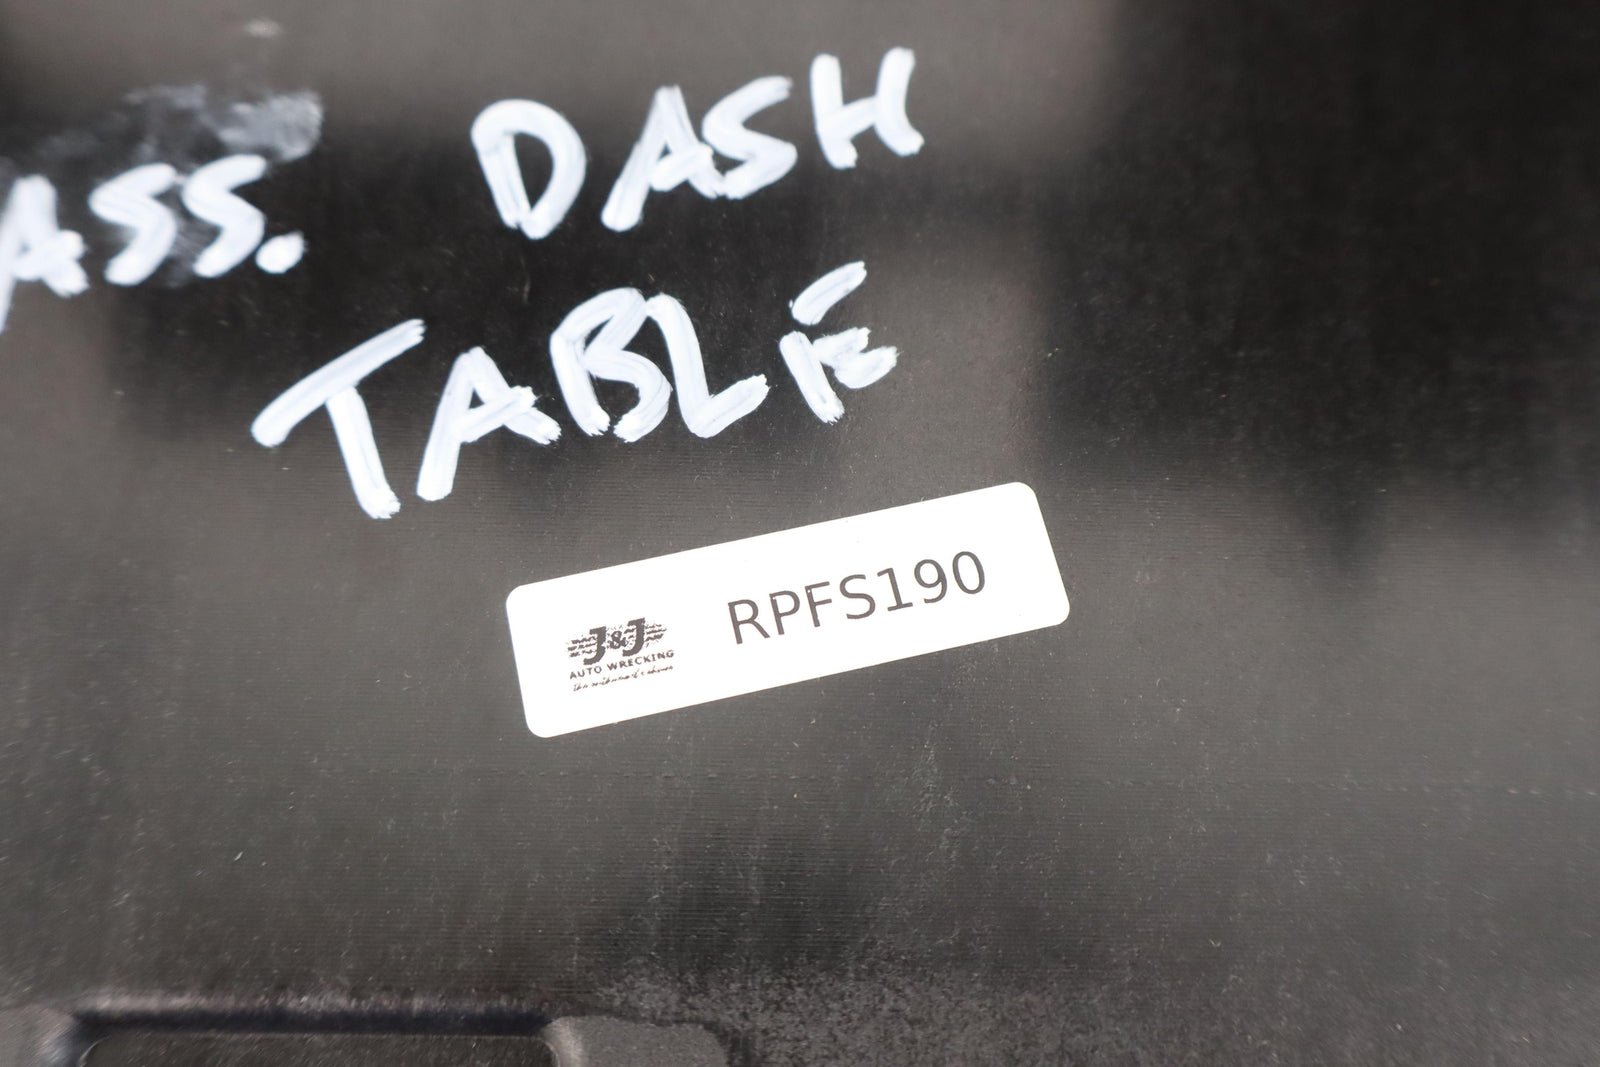 ASS. DASH
TABLE
RPFS190
J&J
AUTO WRECKING